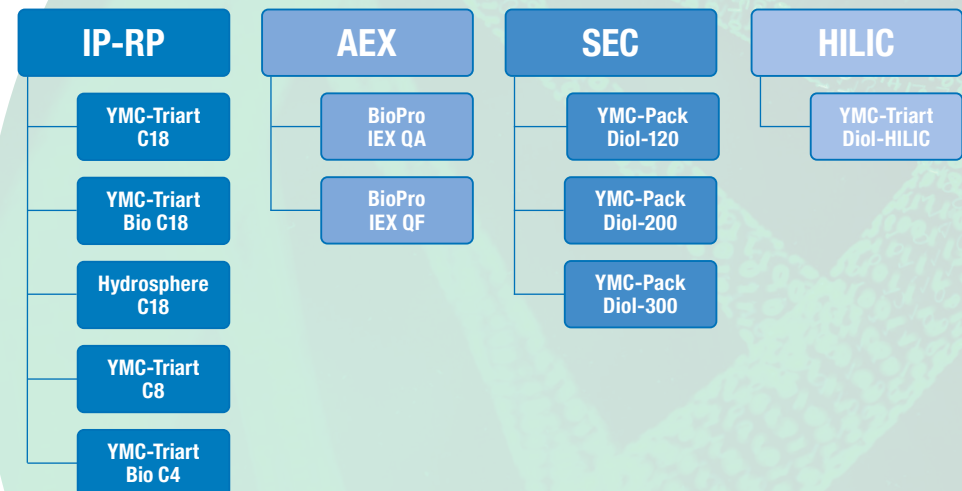 IP-RP
YMC-Triart
C18
YMC-Triart
Bio C18
Hydrosphere
C18
YMC-Triart
C8
YMC-Triart
Bio C4
AEX
BioPro
IEX QA
BioPro
IEX QF
SEC
YMC-Pack
Diol-120
YMC-Pack
Diol-200
YMC-Pack
Diol-300
HILIC
YMC-Triart
Diol-HILIC